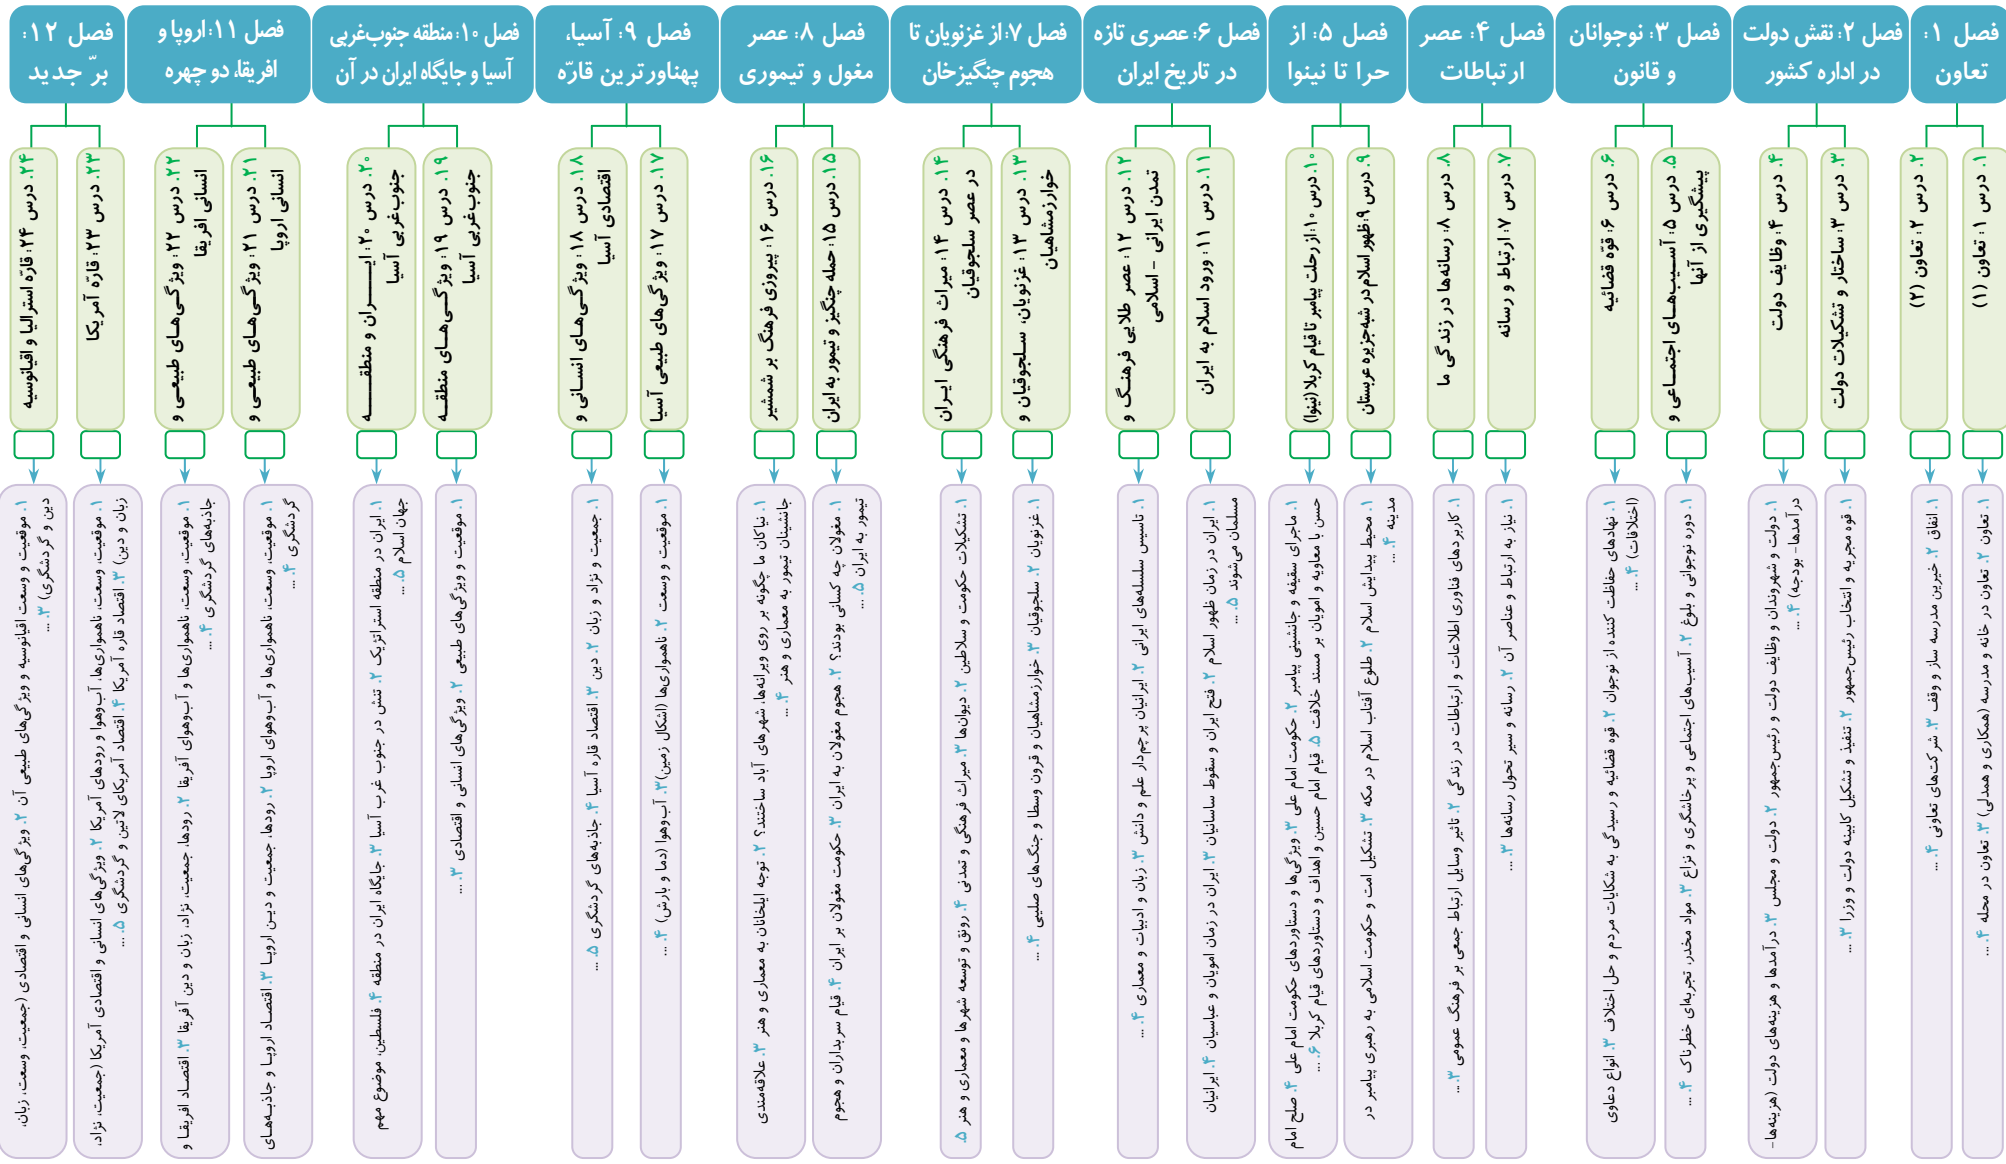 فصل ۱:
تعاون
فصل ۲: نقش دولت
در اداره کشور
فصل ۳: نوجوانان
و قانون
فصل ۴: عصر
ارتباطات
فصل ۵: از
حرا تا نینوا
فصل ۶: عصری تازه
در تاریخ ایران
فصل ۷: از غزنویان تا
هجوم چنگیزخان
فصل ۸: عصر
مغول و تیموری
فصل ۹: آسیا،
پهناورترین قارّه
فصل ۱۰: منطقه جنوب‌غربی
آسیا و جایگاه ایران در آن
فصل ۱۱: اروپا و
افریقا، دو چهره
فصل ۱۲:
برّ جدید
۱. درس ۱: تعاون (۱)
۲. درس ۲: تعاون (۲)
۳. درس ۳: ساختار و تشکیلات دولت
۴. درس ۴: وظایف دولت
۵. درس ۵: آسیب‌های اجتماعی و
پیشگیری از آنها
۶. درس ۶: قوّه قضائیه
۷. درس ۷: ارتباط و رسانه
۸. درس ۸: رسانه‌ها در زندگی ما
۹. درس ۹: ظهور اسلام در شبه‌جزیره عربستان
۱۰. درس ۱۰: از رحلت پیامبر تا قیام کربلا (نینوا)
۱۱. درس ۱۱: ورود اسلام به ایران
۱۲. درس ۱۲: عصر طلایی فرهنگ و
تمدن ایرانی - اسلامی
۱۳. درس ۱۳: غزنویان، سلجوقیان و
خوارزمشاهیان
۱۴. درس ۱۴: میراث فرهنگی ایران
در عصر سلجوقیان
۱۵. درس ۱۵: حمله چنگیز و تیمور به ایران
۱۶. درس ۱۶: پیروزی فرهنگ بر شمشیر
۱۷. درس ۱۷: ویژگی‌های طبیعی آسیا
۱۸. درس ۱۸: ویژگی‌های انسانی و
اقتصادی آسیا
۱۹. درس ۱۹: ویژگی‌های منطقه
جنوب‌غربی آسیا
۲۰. درس ۲۰: ایران و منطقه
جنوب‌غربی آسیا
۲۱. درس ۲۱: ویژگی‌های طبیعی و
انسانی اروپا
۲۲. درس ۲۲: ویژگی‌های طبیعی و
انسانی افریقا
۲۳. درس ۲۳: قارّه آمریکا
۲۴. درس ۲۴: قارّه استرالیا و اقیانوسیه
۱. تعاون ۲. تعاون در خانه و مدرسه (همکاری و همدلی) ۳. تعاون در محله ۴. ...
۱. انفاق ۲. خیرین مدرسه ساز و وقف ۳. شرکت‌های تعاونی ۴. ...
۱. قوه مجریه و انتخاب رئیس‌جمهور ۲. تنفیذ و تشکیل کابینه دولت و وزرا ۳. ...
۱. دولت و شهروندان و وظایف دولت و رئیس‌جمهور ۲. دولت و مجلس ۳. درآمدها و هزینه‌های دولت (هزینه‌ها-
درآمدها- بودجه) ۴. ...
۱. دوره نوجوانی و بلوغ ۲. آسیب‌های اجتماعی و پرخاشگری و نزاع ۳. مواد مخدر، تجربه‌ای خطرناک ۴. ...
۱. نهادهای حفاظت کننده از نوجوان ۲. قوه قضائیه و رسیدگی به شکایات مردم و حل اختلاف ۳. انواع دعاوی
(اختلافات) ۴. ...
۱. نیاز به ارتباط و عناصر آن ۲. رسانه و سیر تحول رسانه‌ها ۳. ...
۱. کاربردهای فناوری اطلاعات و ارتباطات در زندگی ۲. تاثیر وسایل ارتباط جمعی بر فرهنگ عمومی ۳. ...
۱. محیط پیدایش اسلام ۲. طلوع آفتاب اسلام در مکه ۳. تشکیل امت و حکومت اسلامی به رهبری پیامبر در
مدینه ۴. ...
۱. ماجرای سقیفه و جانشینی پیامبر ۲. حکومت امام علی ۳. ویژگی‌ها و دستاوردهای حکومت امام علی ۴. صلح امام
حسن با معاویه و امویان بر مسند خلافت ۵. قیام امام حسین و اهداف و دستاوردهای قیام کربلا ۶. ...
۱. ایران در زمان ظهور اسلام ۲. فتح ایران و سقوط ساسانیان ۳. ایران در زمان امویان و عباسیان ۴. ایرانیان
مسلمان می‌شوند ۵. ...
۱. تاسیس سلسله‌های ایرانی ۲. ایرانیان پرچم‌دار علم و دانش ۳. زبان و ادبیات و معماری ۴. ...
۱. غزنویان ۲. سلجوقیان ۳. خوارزمشاهیان و قرون وسطا و جنگ‌های صلیبی ۴. ...
۱. تشکیلات حکومت و سلاطین ۲. دیوان‌ها ۳. میراث فرهنگی و تمدنی ۴. رونق و توسعه شهرها و معماری و هنر ۵.
۱. مغولان چه کسانی بودند؟ ۲. هجوم مغولان به ایران ۳. حکومت مغولان بر ایران ۴. قیام سربداران و هجوم
تیمور به ایران ۵. ...
۱. نیاکان ما چگونه بر روی ویرانه‌ها، شهرهای آباد ساختند؟ ۲. توجه ایلخانان به معماری و هنر ۳. علاقه‌مندی
جانشینان تیمور به معماری و هنر ۴. ...
۱. موقعیت و وسعت ۲. ناهمواری‌ها (اشکال زمین) ۳. آب‌وهوا (دما و بارش) ۴. ...
۱. جمعیت و نژاد و زبان ۲. دین ۳. اقتصاد قاره آسیا ۴. جاذبه‌های گردشگری ۵. ...
۱. موقعیت و ویژگی‌های طبیعی ۲. ویژگی‌های انسانی و اقتصادی ۳. ...
۱. ایران در منطقه استراتژیک ۲. تنش در جنوب غرب آسیا ۳. جایگاه ایران در منطقه ۴. فلسطین، موضوع مهم
جهان اسلام ۵. ...
۱. موقعیت، وسعت، ناهمواری‌ها و آب‌وهوای اروپا ۲. رودها، جمعیت و دین اروپا ۳. اقتصاد اروپا و جاذبه‌های
گردشگری ۴. ...
۱. موقعیت، وسعت، ناهمواری‌ها و آب‌وهوای آفریقا ۲. رودها، جمعیت، نژاد، زبان و دین آفریقا ۳. اقتصاد افریقا و
جاذبه‌های گردشگری ۴. ...
۱. موقعیت، وسعت، ناهمواری‌ها، آب‌وهوا و رودهای آمریکا ۲. ویژگی‌های انسانی و اقتصادی آمریکا (جمعیت، نژاد،
زبان و دین) ۳. اقتصاد قاره آمریکا ۴. اقتصاد آمریکای لاتین و گردشگری ۵. ...
۱. موقعیت و وسعت اقیانوسیه و ویژگی‌های طبیعی آن ۲. ویژگی‌های انسانی و اقتصادی (جمعیت، وسعت، زبان،
دین و گردشگری) ۳. ...